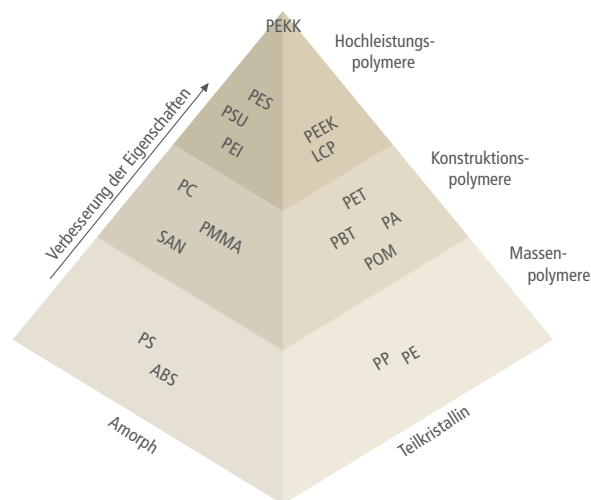 PEKK
Hochleistungs-
polymere
PES
PSU
PEI
PEEK
LCP
Verbesserung der Eigenschaften
Konstruktions-
polymere
PC
PMMA
SAN
PET
PA
PBT
POM
Massen-
polymere
PS
ABS
PP PE
Amorph
Teilkristallin